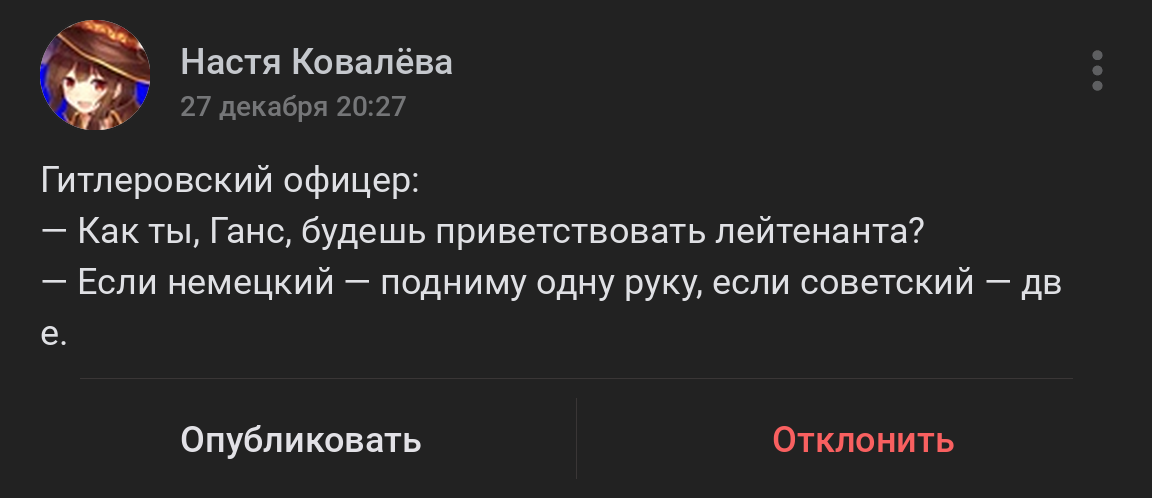 Настя Ковалёва
27 декабря 20:27
Гитлеровский офицер:
— Как ты, Ганс, будешь приветствовать лейтенанта?
— Если немецкий — подниму одну руку, если советский — дв
е.
Опубликовать
Отклонить